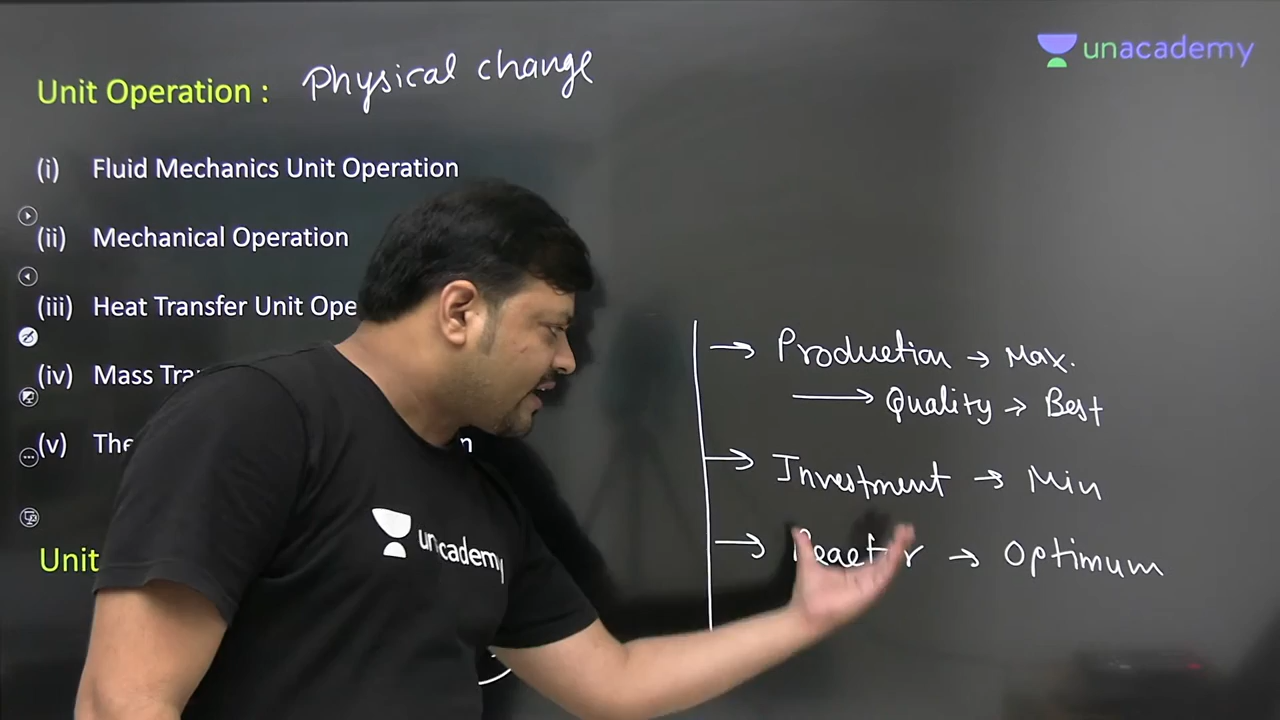 Unit Operation : Physical change
unacademy
(i) Fluid Mechanics Unit Operation
(ii) Mechanical Operation
(iii) Heat Transfer Unit Ope
(iv) Mass Tra
(v) The n
Unit
→ Production → Max.
→ Quality → Best
→ Investment → Min
→ Reactor → Optimum
unacademy